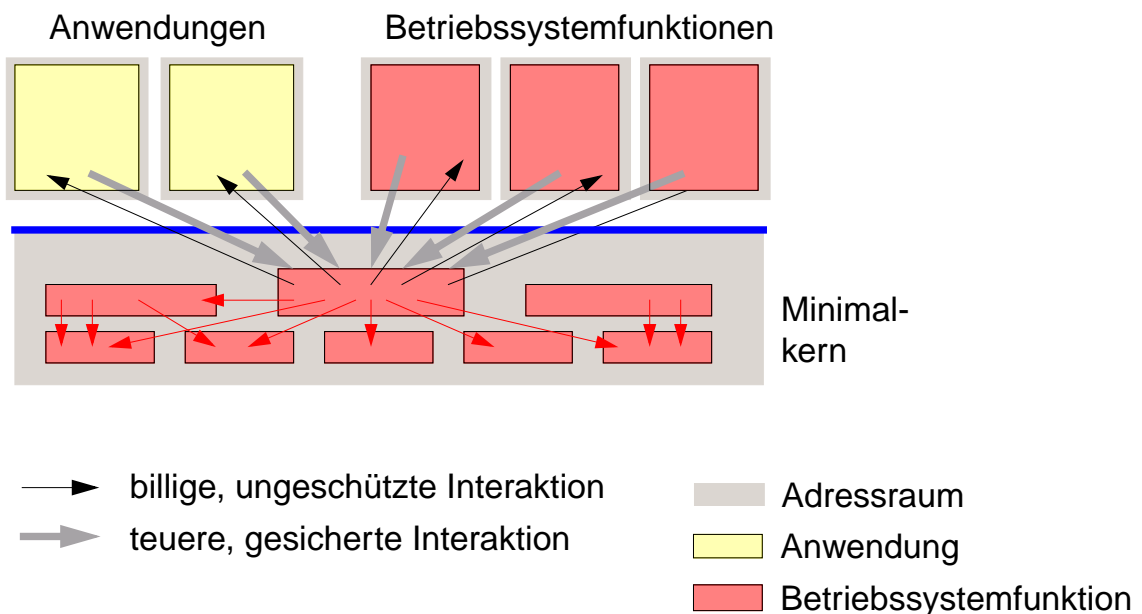 Anwendungen
Betriebssystemfunktionen
Minimal-
kern
billige, ungeschützte Interaktion
teuere, gesicherte Interaktion
Adressraum
Anwendung
Betriebssystemfunktion